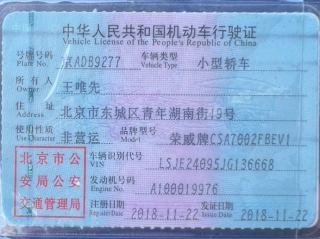 中华人民共和国机动车行驶证
Vehicle License of the People's Republic of China
号牌号码 京ADB9277 车辆类型 小型轿车
Plate No. Vehicle Type
所有人 王唯先
Owner
住址 北京市东城区青年湖南街19号
Address
使用性质 非营运 品牌型号 荣威牌CSA7002FBEV1
Use Character Model
北京市公安局公安交通管理局
车辆识别代号 LSJE24095JG136668
VIN
发动机号码 A100019976
Engine No.
注册日期 2018-11-22 发证日期 2018-11-22
Register Date Issue Date